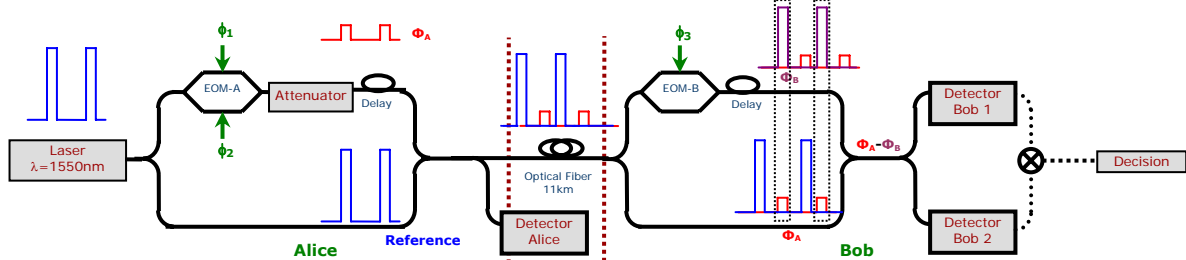 ϕ1
ΦA
EOM-A
Attenuator
Delay
ϕ2
Laser
λ=1550nm
Reference
Alice
Optical Fiber
11km
Detector
Alice
ϕ3
EOM-B
Delay
ΦB
ΦA
Bob
ΦA-ΦB
Detector
Bob 1
Detector
Bob 2
Decision